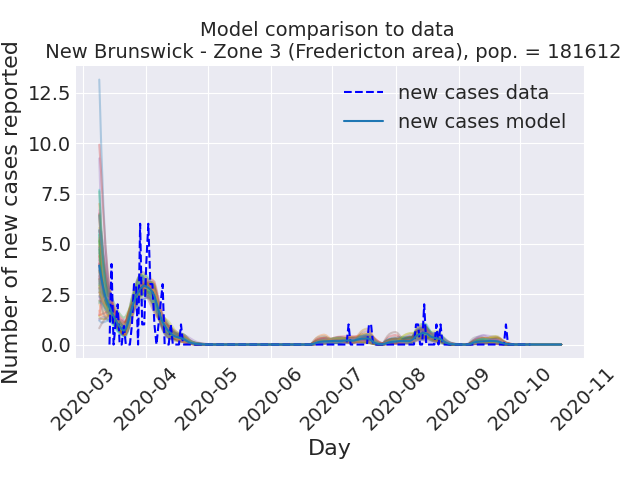 Model comparison to data
New Brunswick - Zone 3 (Fredericton area), pop. = 181612
Number of new cases reported
12.5
10.0
7.5
5.0
2.5
0.0
new cases data
new cases model
2020-03
2020-04
2020-05
2020-06
2020-07
2020-08
2020-09
2020-10
2020-11
Day